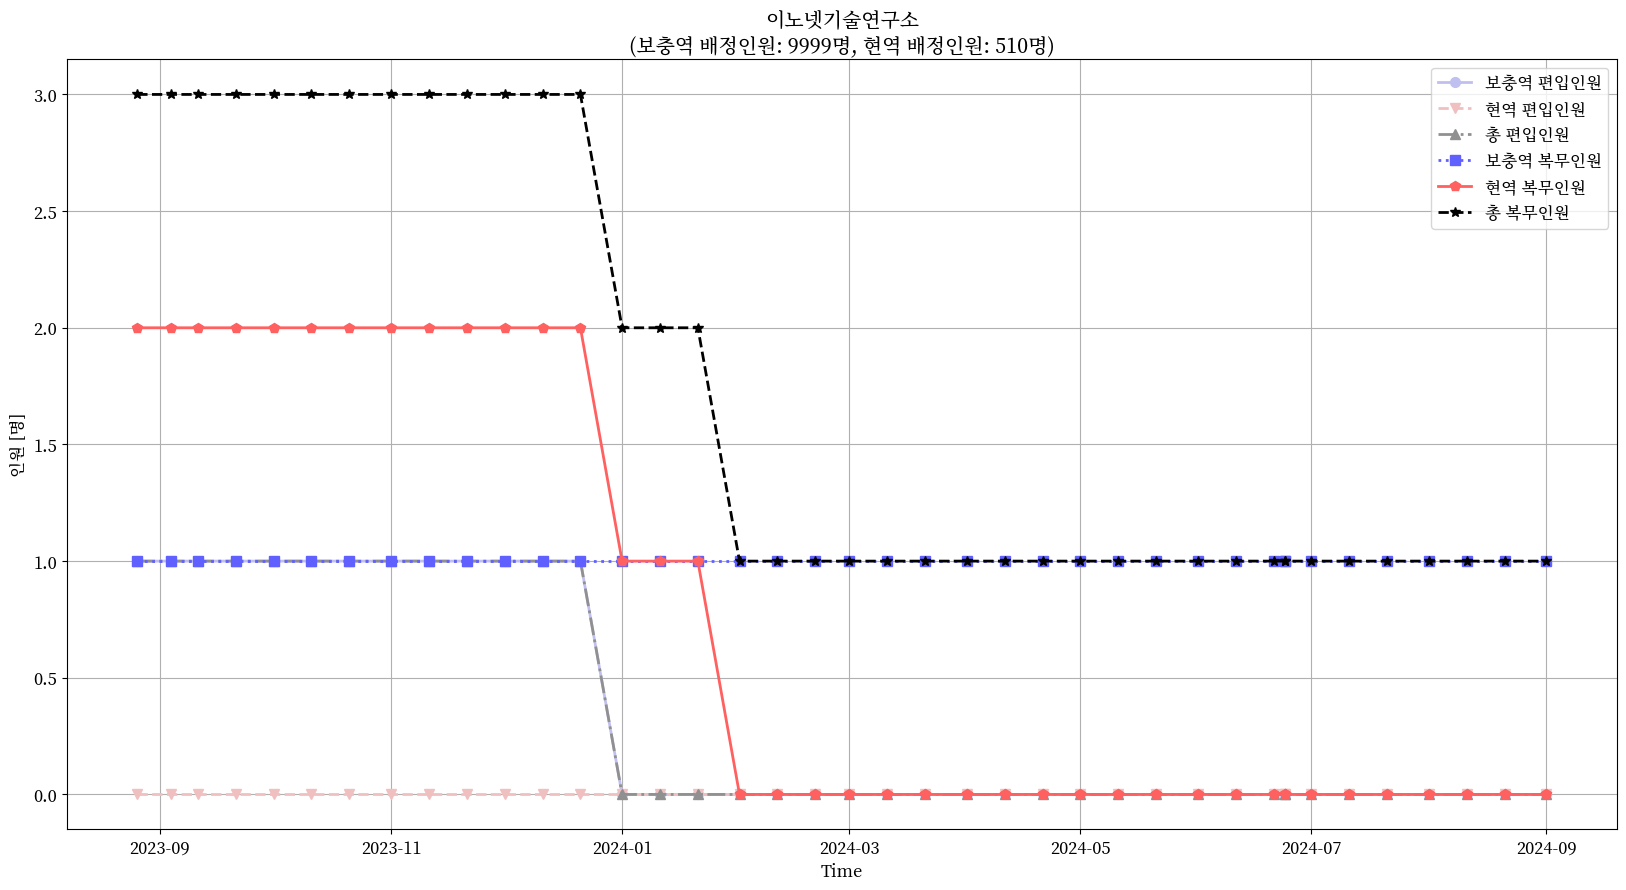 이노넷기술연구소
(보충역 배정인원: 9999명, 현역 배정인원: 510명)
보충역 편입인원
현역 편입인원
총 편입인원
보충역 복무인원
현역 복무인원
총 복무인원
인원 [명]
3.0
2.5
2.0
1.5
1.0
0.5
0.0
2023-09
2023-11
2024-01
2024-03
2024-05
2024-07
2024-09
Time